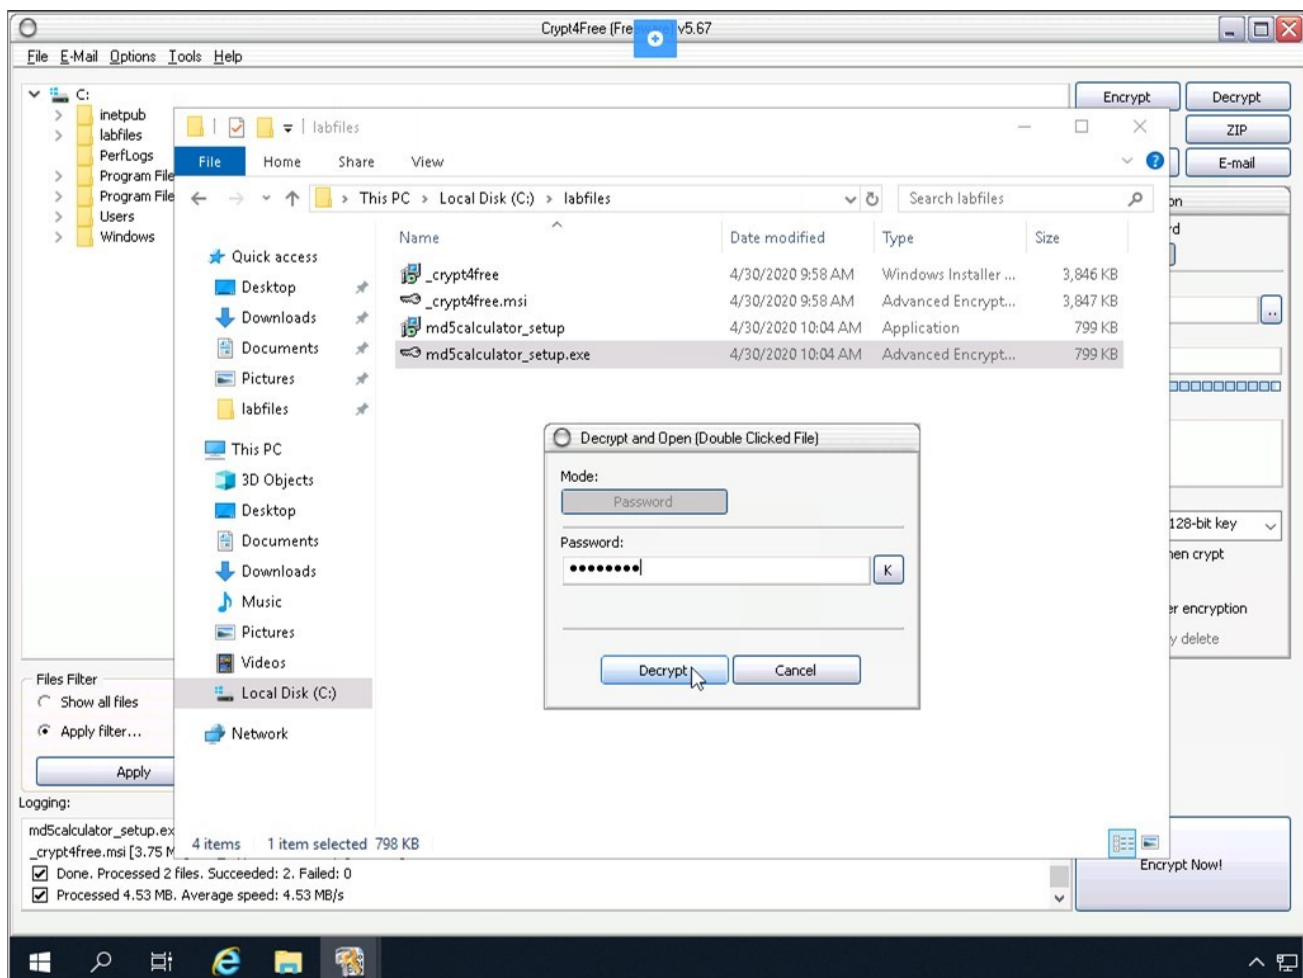 Crypt4Free (Fre v5.67
File E-Mail Options Tools Help
C:
inetpub
labfiles
PerfLogs
Program File
Program File
Users
Windows
Encrypt Decrypt
ZIP
E-mail
labfiles
File Home Share View
This PC > Local Disk (C:) > labfiles
Search labfiles
Name Date modified Type Size
_crypt4free 4/30/2020 9:58 AM Windows Installer ... 3,846 KB
_crypt4free.msi 4/30/2020 9:58 AM Advanced Encrypt... 3,847 KB
md5calculator_setup 4/30/2020 10:04 AM Application 799 KB
md5calculator_setup.exe 4/30/2020 10:04 AM Advanced Encrypt... 799 KB
Quick access
Desktop
Downloads
Documents
Pictures
labfiles
This PC
3D Objects
Desktop
Documents
Downloads
Music
Pictures
Videos
Local Disk (C:)
Network
4 items 1 item selected 798 KB
Decrypt and Open (Double Clicked File)
Mode:
Password
Password:
●●●●●●●●
K
Decrypt Cancel
on
rd
..
128-bit key
hen crypt
er encryption
y delete
Files Filter
Show all files
Apply filter...
Apply
Logging:
md5calculator_setup.ex
_crypt4free.msi [3.75 M
Done. Processed 2 files. Succeeded: 2. Failed: 0
Processed 4.53 MB. Average speed: 4.53 MB/s
Encrypt Now!